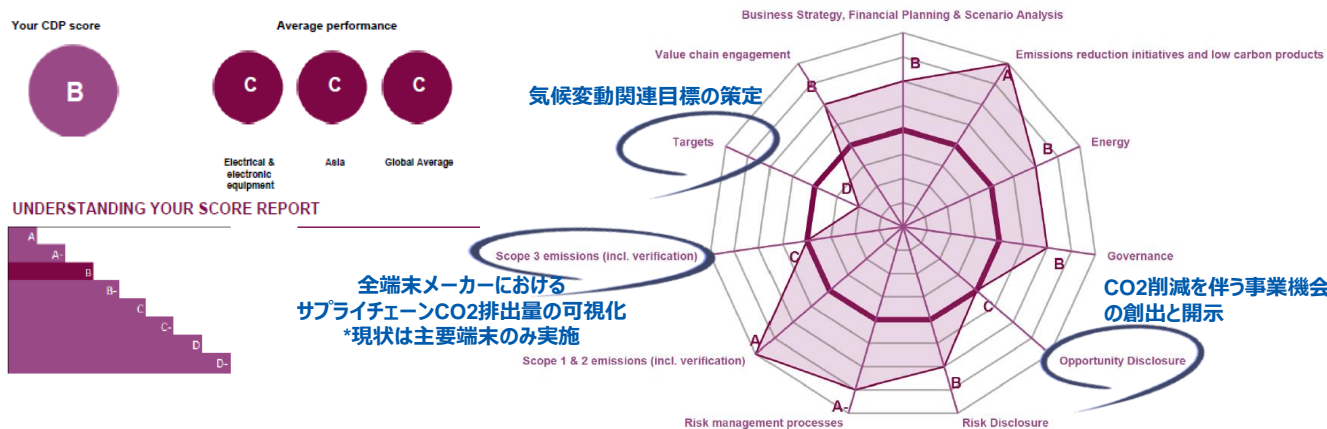 Your CDP score
B
Average performance
C
C
C
Electrical &
electronic
equipment
Asia
Global Average
UNDERSTANDING YOUR SCORE REPORT
A
A-
B
B-
C
C-
D
D-
Business Strategy, Financial Planning & Scenario Analysis
Value chain engagement
Emissions reduction initiatives and low carbon products
B
A
B
気候変動関連目標の策定
Targets
Energy
B
D
Scope 3 emissions (incl. verification)
C
Governance
B
全端末メーカーにおける
サプライチェーンCO2排出量の可視化
*現状は主要端末のみ実施
CO2削減を伴う事業機会
の創出と開示
C
A
Scope 1 & 2 emissions (incl. verification)
Opportunity Disclosure
B
A-
Risk management processes
Risk Disclosure